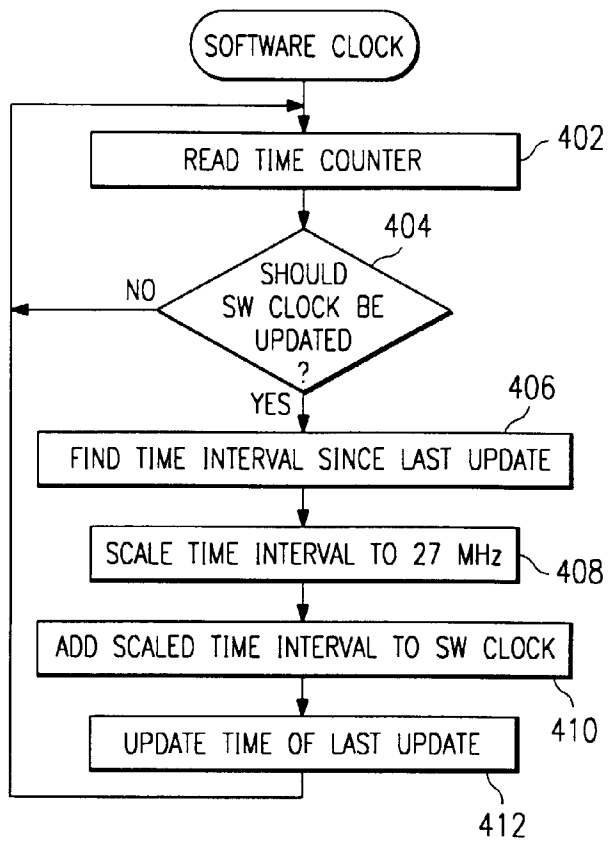 SOFTWARE CLOCK
READ TIME COUNTER
402
404
SHOULD
SW CLOCK BE
UPDATED
?
NO
YES
406
FIND TIME INTERVAL SINCE LAST UPDATE
SCALE TIME INTERVAL TO 27 MHz
408
ADD SCALED TIME INTERVAL TO SW CLOCK
410
UPDATE TIME OF LAST UPDATE
412